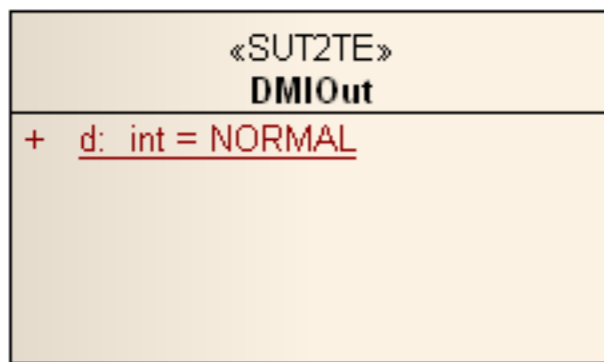 «SUT2TE»
DMIOut
+ d: int = NORMAL